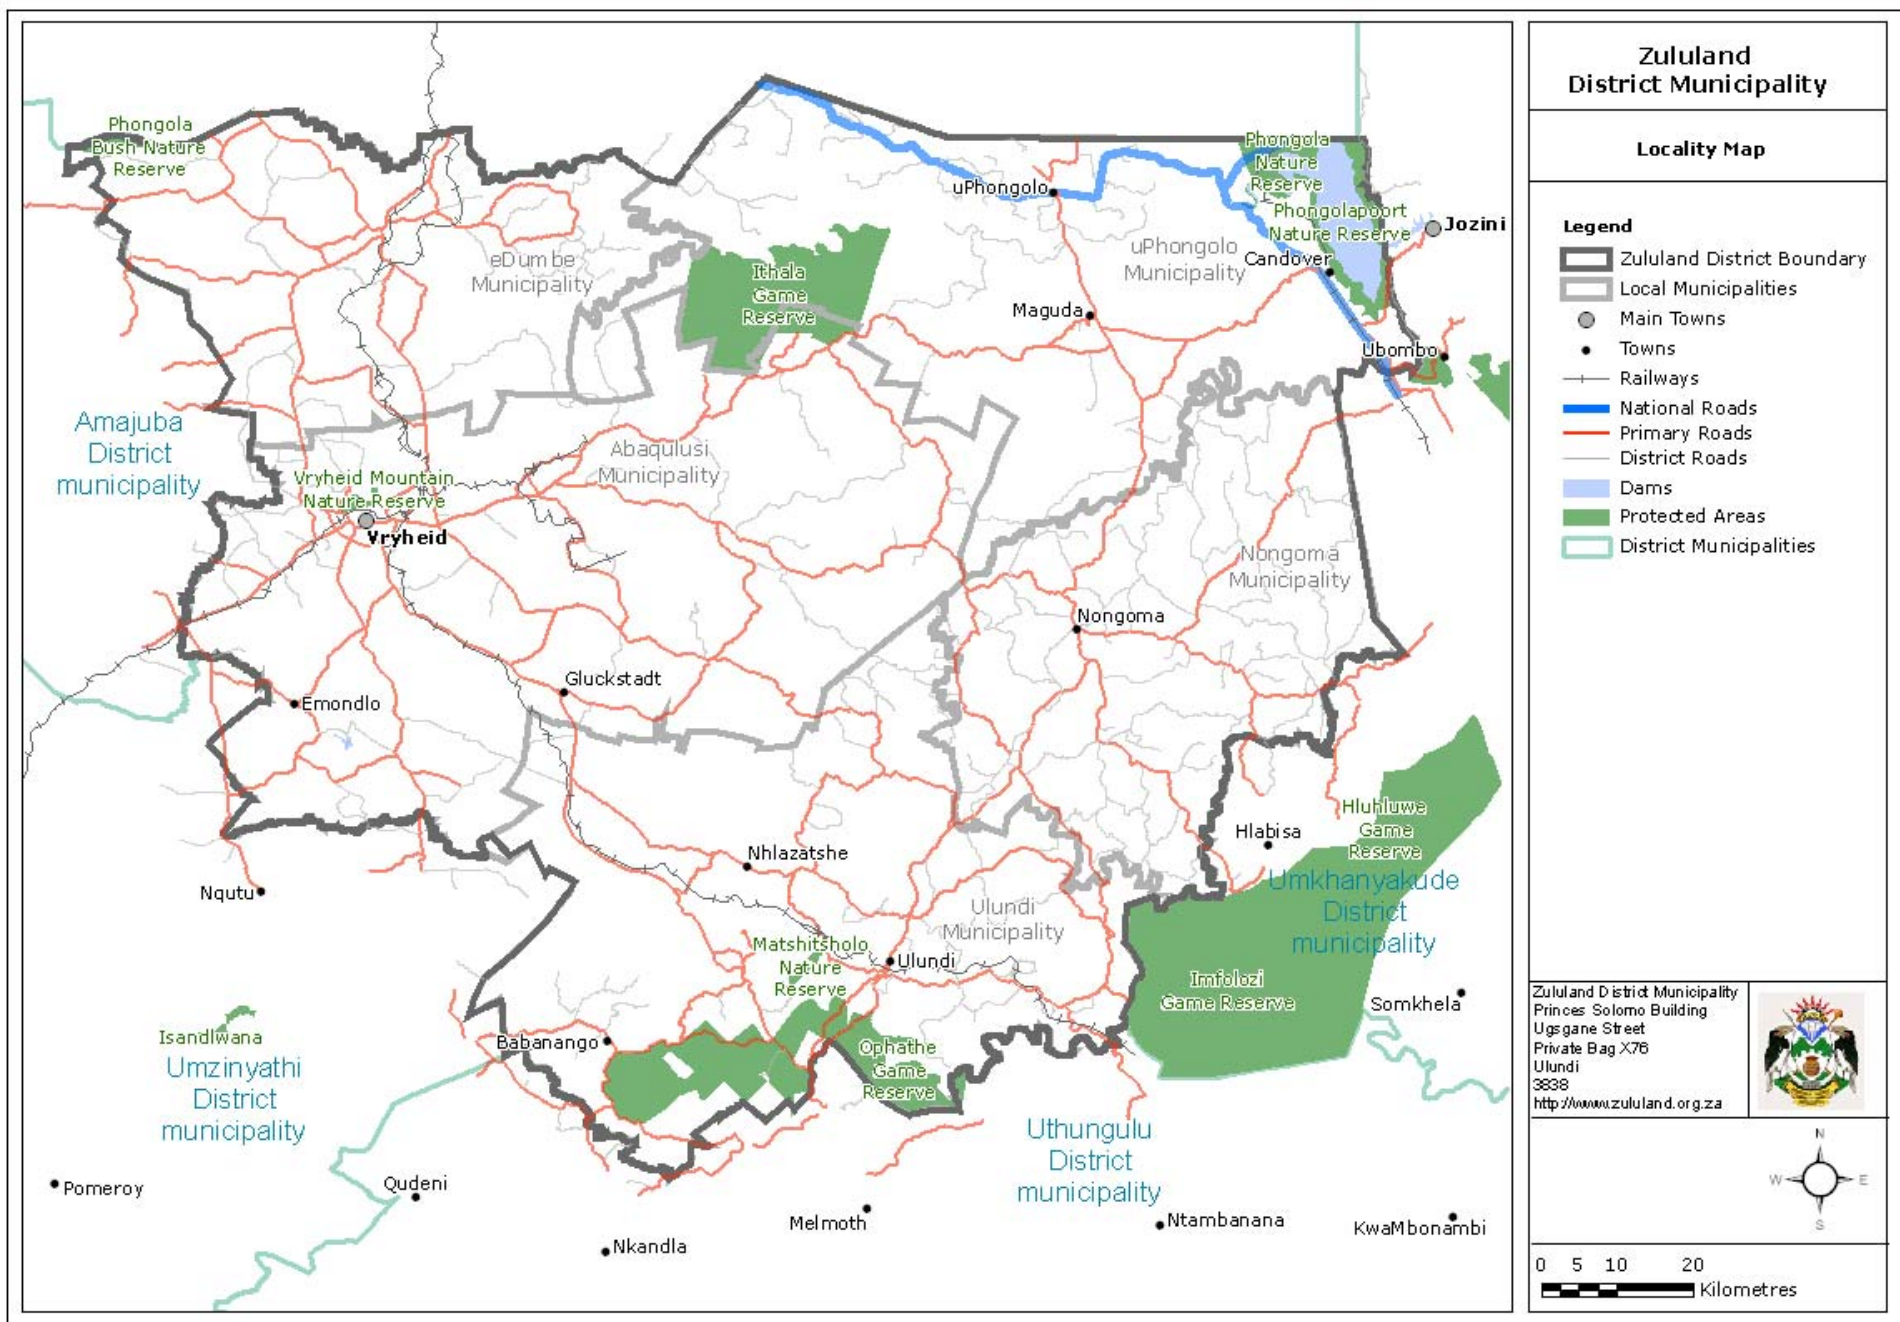 Zululand
District Municipality
Locality Map
Legend
Zululand District Boundary
Local Municipalities
Main Towns
Towns
Railways
National Roads
Primary Roads
District Roads
Dams
Protected Areas
District Municipalities
Zululand District Municipality
Princes Solomo Building
Ugsgane Street
Private Bag X76
Ulundi
3838
http://www.zululand.org.za
N
W
E
S
0 5 10 20
Kilometres
Phongola
Bush Nature
Reserve
eDumbe
Municipality
Ithala
Game
Reserve
uPhongolo
uPhongolo
Municipality
Phongola
Nature
Reserve
Phongolapoort
Nature Reserve
Jozini
Candover
Maguda
Ubombo
Amajuba
District
municipality
Abaqulusi
Municipality
Vryheid Mountain
Nature Reserve
Vryheid
Nongoma
Municipality
Nongoma
Gluckstadt
Emondlo
Hluhluwe
Game
Reserve
Hlabisa
Nhlazatshe
Nqutu
Umkhanyakude
District
municipality
Ulundi
Municipality
Matshitsholo
Nature
Reserve
Ulundi
Imfolozi
Game Reserve
Somkhela
Isandlwana
Babanango
Ophathe
Game
Reserve
Umzinyathi
District
municipality
Uthungulu
District
municipality
Pomeroy
Qudeni
Melmoth
Ntambanana
KwaMbonambi
Nkandla